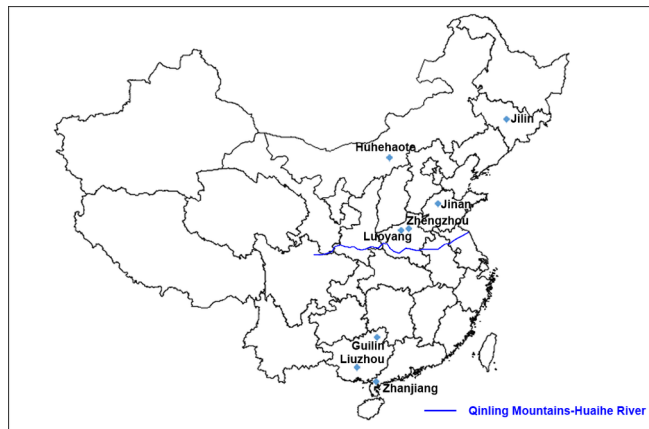 Jilin
Huhehaote
Jinan
Zhengzhou
Luoyang
Guilin
Liuzhou
Zhanjiang
Qinling Mountains-Huaihe River